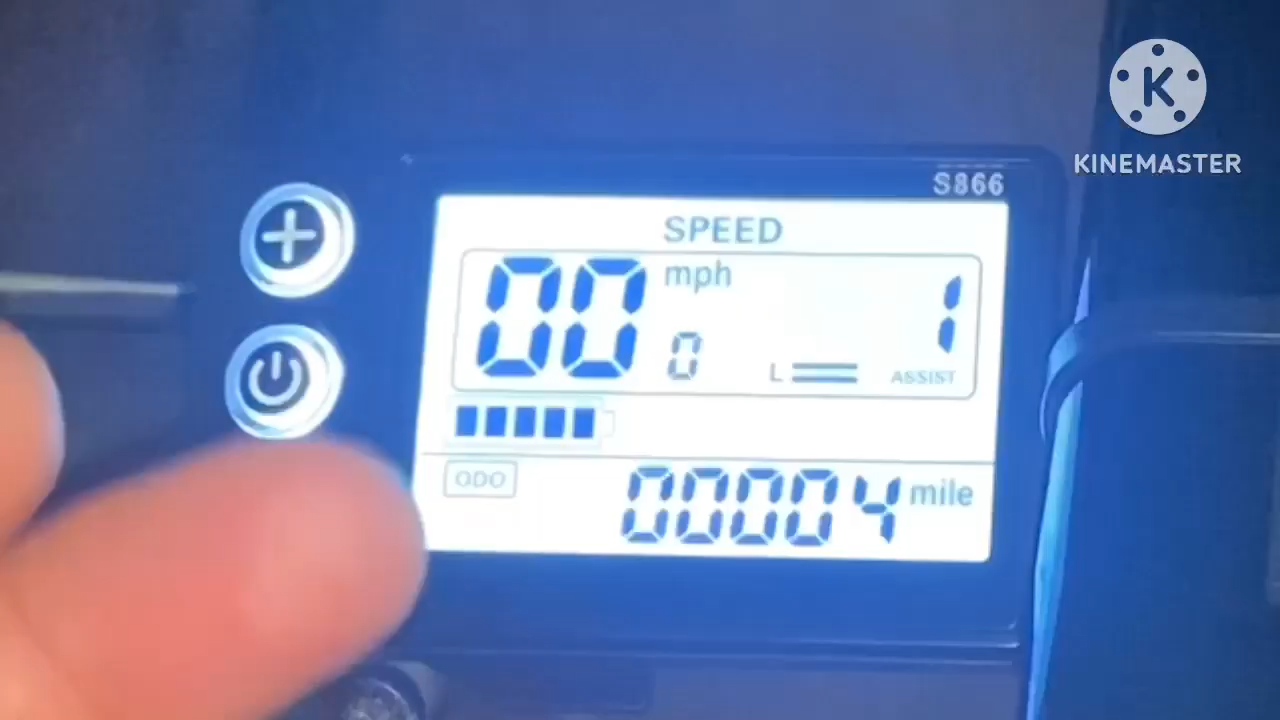 K
KINEMASTER
S866
SPEED
00 mph
0
L
1
ASSIST
ODO
00004 mile